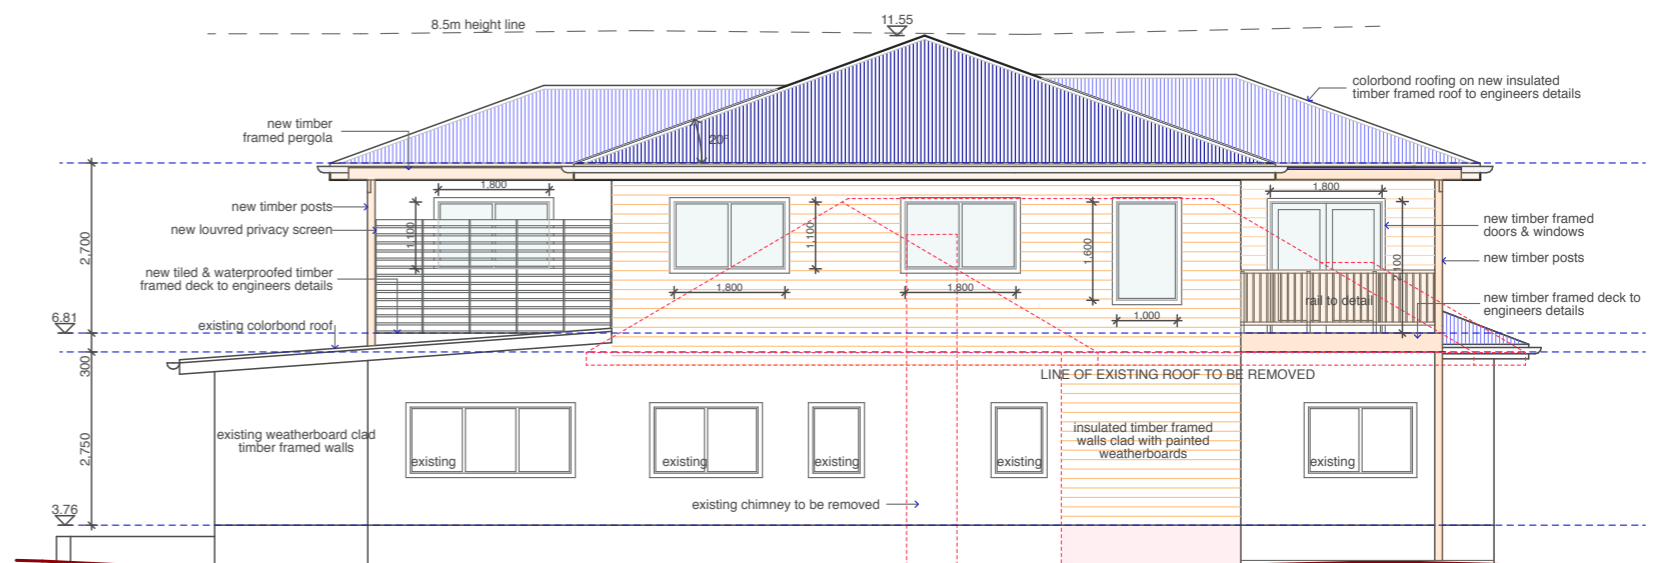 8.5m height line
11.55
colorbond roofing on new insulated
timber framed roof to engineers details
new timber
framed pergola
20°
1,800
1,800
new timber posts
new louvred privacy screen
1,100
1,100
1,600
2,100
new timber framed
doors & windows
2,700
new tiled & waterproofed timber
framed deck to engineers details
new timber posts
1,800
1,800
1,000
rail to detail
new timber framed deck to
engineers details
6.81
existing colorbond roof
300
LINE OF EXISTING ROOF TO BE REMOVED
2,750
existing weatherboard clad
timber framed walls
insulated timber framed
walls clad with painted
weatherboards
existing
existing
existing
existing
existing
existing chimney to be removed
3.76